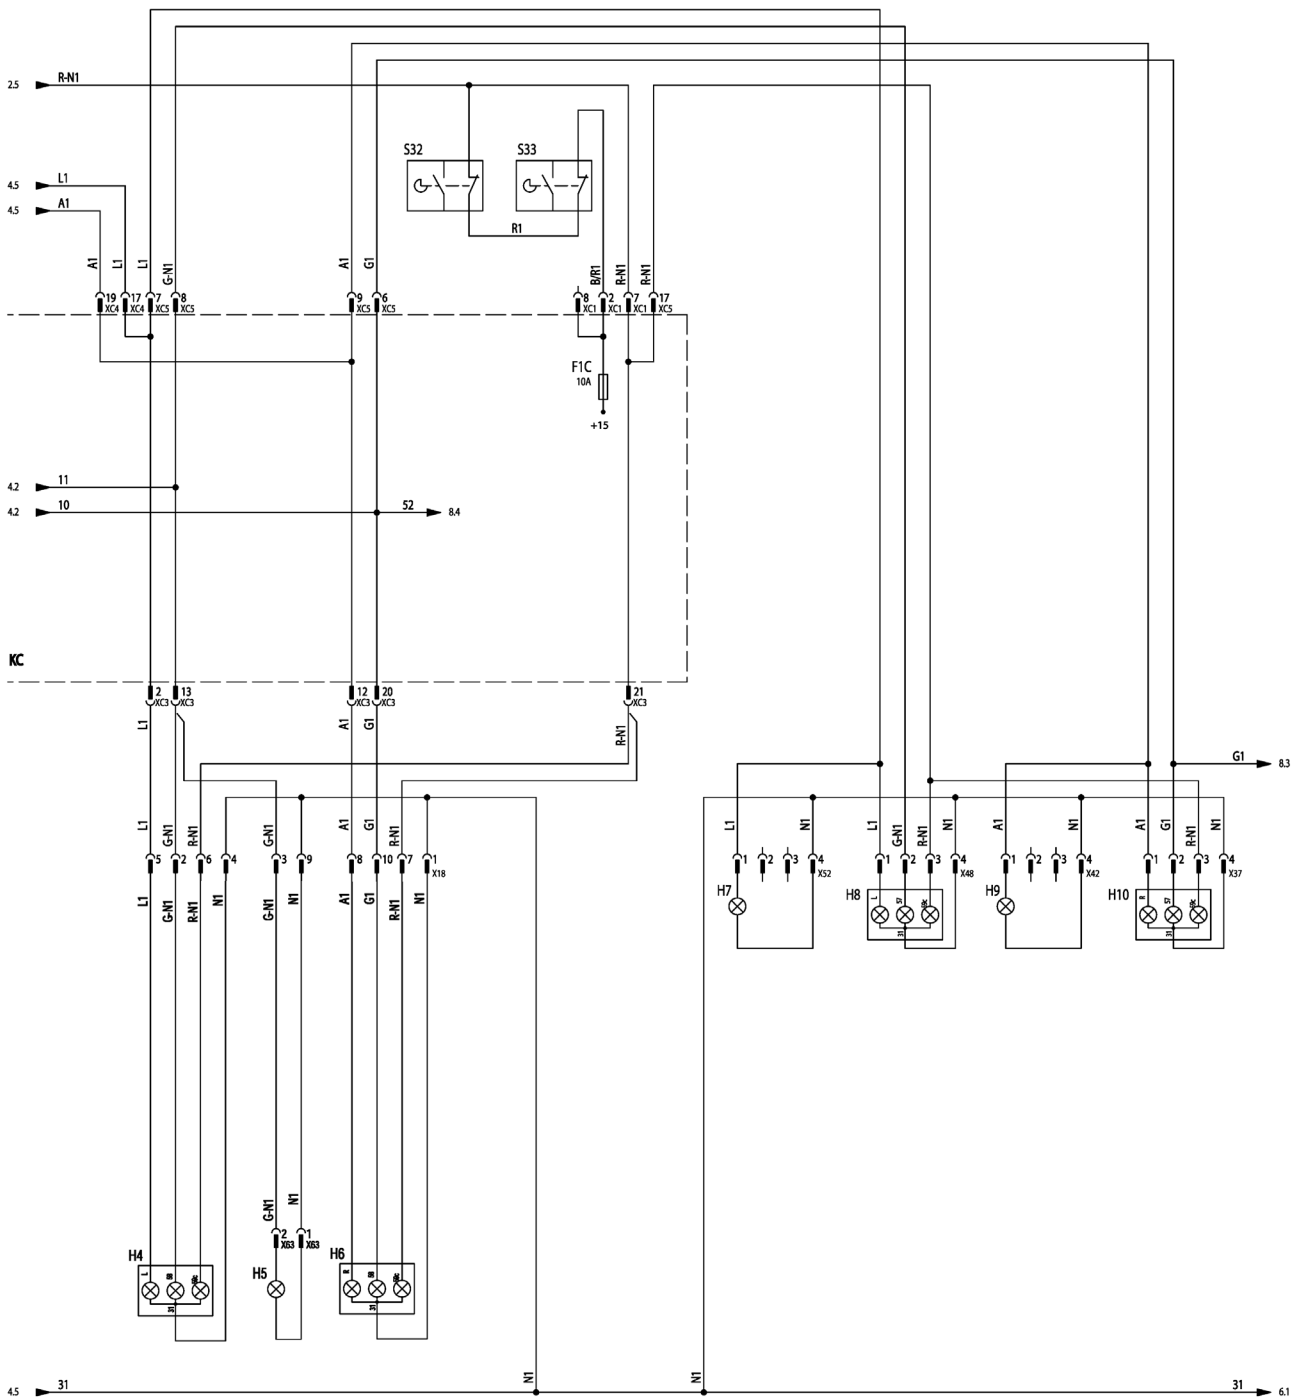 2.5 R-N1
S32 S33
4.5 L1
4.5 A1
R1
A1 L1 L1 G-N1 A1 G1 B/R1 R-N1 R-N1
19 17 7 8 9 6 8 2 7 17
XC4 XC4 XC5 XC5 XC5 XC5 XC1 XC1 XC1 XC5
F1C
10A
+15
4.2 11
4.2 10 52 8.4
KC
2 13 12 20 21
XC3 XC3 XC3 XC3 XC3
L1 A1 G1 R-N1
G1 8.3
L1 G-N1 R-N1 G-N1 A1 G1 R-N1 L1 N1 L1 G-N1 R-N1 N1 A1 N1 A1 G1 R-N1 N1
5 2 6 4 3 9 8 10 7 1 1 2 3 4 1 2 3 4 1 2 3 4 1 2 3 4
X18 X52 X48 X42 X37
L1 G-N1 R-N1 N1 G-N1 N1 A1 G1 R-N1 N1
H7 H8 H9 H10
L 57 R 57
31 31
G-N1 N1
2 1
X63 X63
H4 H5 H6
L 58 R 58
31 31
N1 N1
4.5 31 31 6.1